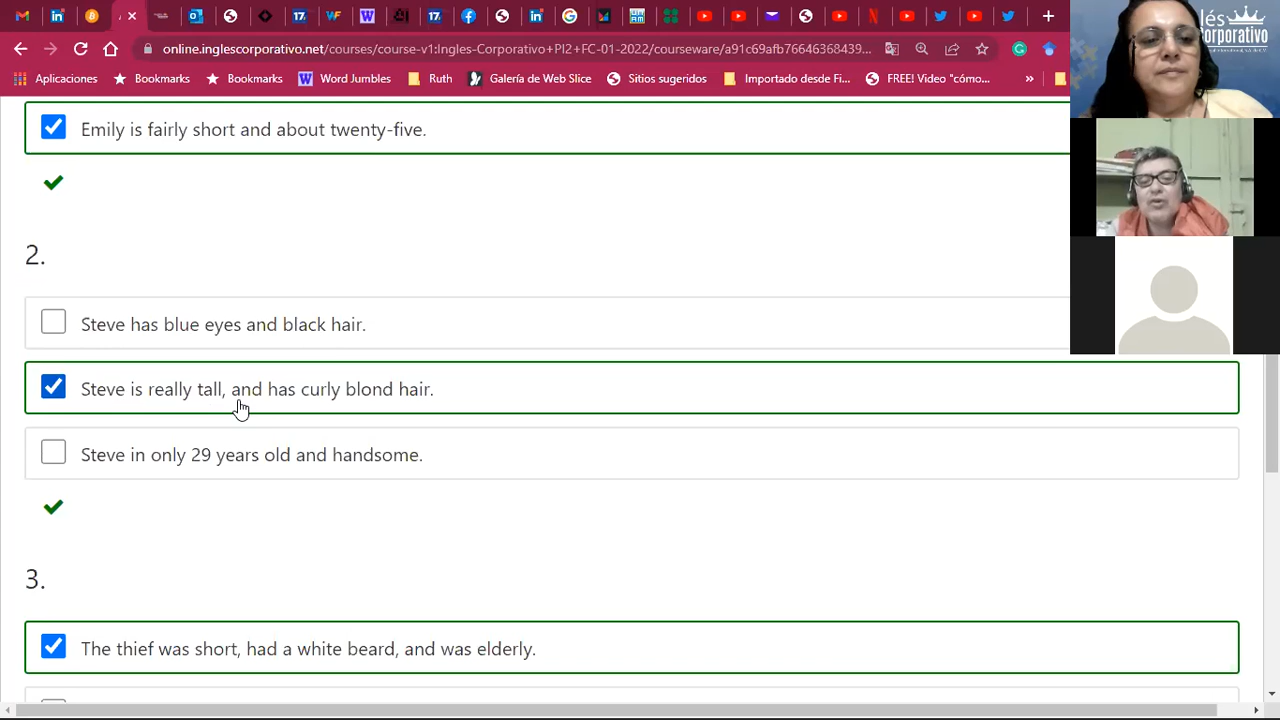 online.inglescorporativo.net/courses/course-v1:Ingles-Corporativo+PI2+FC-01-2022/courseware/a91c69afb76646368439...
Aplicaciones Bookmarks Bookmarks Word Jumbles Ruth Galería de Web Slice Sitios sugeridos Importado desde Fi... FREE! Video "cómo... »
lés
orporativo
Emily is fairly short and about twenty-five.
2.
Steve has blue eyes and black hair.
Steve is really tall, and has curly blond hair.
Steve in only 29 years old and handsome.
3.
The thief was short, had a white beard, and was elderly.